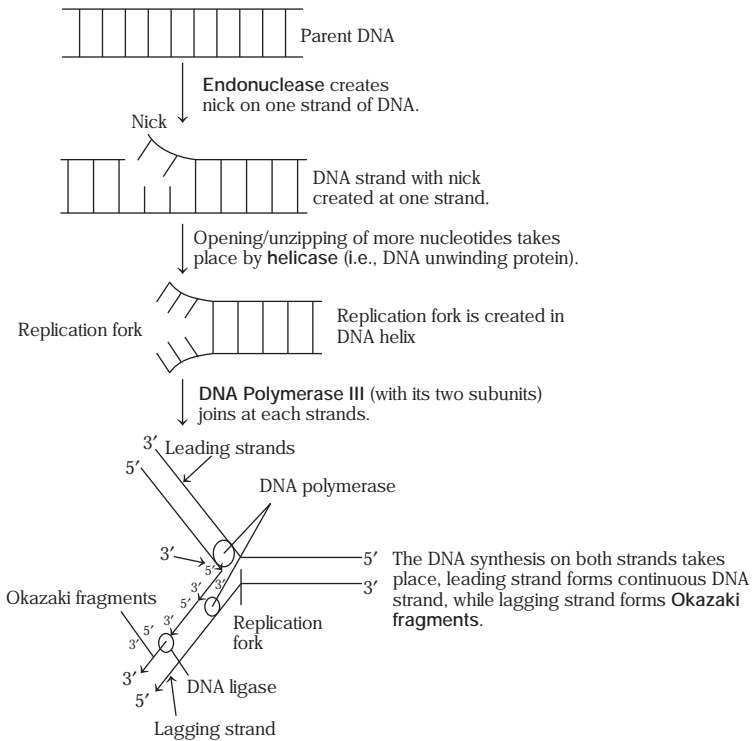 Parent DNA
Endonuclease creates
nick on one strand of DNA.
Nick
DNA strand with nick
created at one strand.
Opening/unzipping of more nucleotides takes
place by helicase (i.e., DNA unwinding protein).
Replication fork
Replication fork is created in
DNA helix
DNA Polymerase III (with its two subunits)
joins at each strands.
3′ Leading strands
5′
DNA polymerase
3′
5′
5′ The DNA synthesis on both strands takes
3′ place, leading strand forms continuous DNA
strand, while lagging strand forms Okazaki
fragments.
3′ 3′
5′
Okazaki fragments
3′
Replication
fork
5′
3′
3′
DNA ligase
5′
Lagging strand